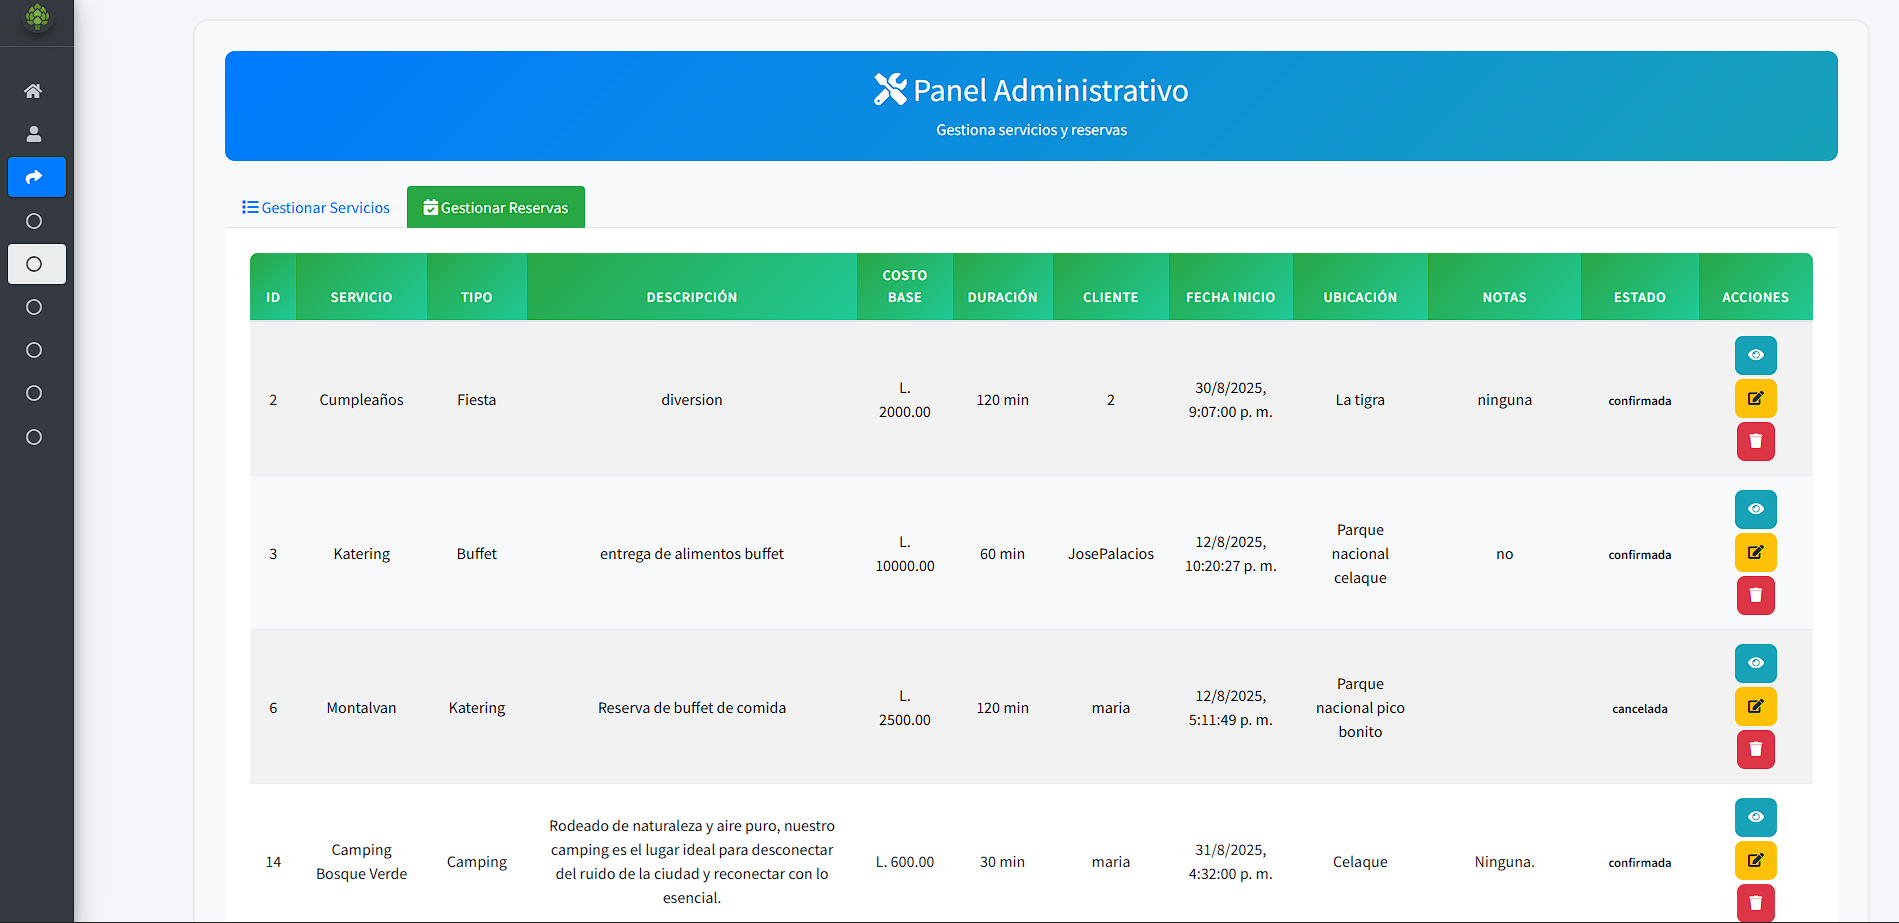 Panel Administrativo
Gestiona servicios y reservas
Gestionar Servicios
Gestionar Reservas
ID SERVICIO TIPO DESCRIPCIÓN COSTO BASE DURACIÓN CLIENTE FECHA INICIO UBICACIÓN NOTAS ESTADO ACCIONES
2 Cumpleaños Fiesta diversion L. 2000.00 120 min 2 30/8/2025, 9:07:00 p. m. La tigra ninguna confirmada
3 Katering Buffet entrega de alimentos buffet L. 10000.00 60 min JosePalacios 12/8/2025, 10:20:27 p. m. Parque nacional celaque no confirmada
6 Montalvan Katering Reserva de buffet de comida L. 2500.00 120 min maria 12/8/2025, 5:11:49 p. m. Parque nacional pico bonito cancelada
14 Camping Bosque Verde Camping Rodeado de naturaleza y aire puro, nuestro camping es el lugar ideal para desconectar del ruido de la ciudad y reconectar con lo esencial. L. 600.00 30 min maria 31/8/2025, 4:32:00 p. m. Celaque Ninguna. confirmada